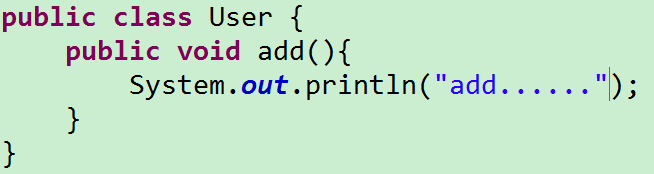 public class User {
    public void add(){
        System.out.println("add......");
    }
}